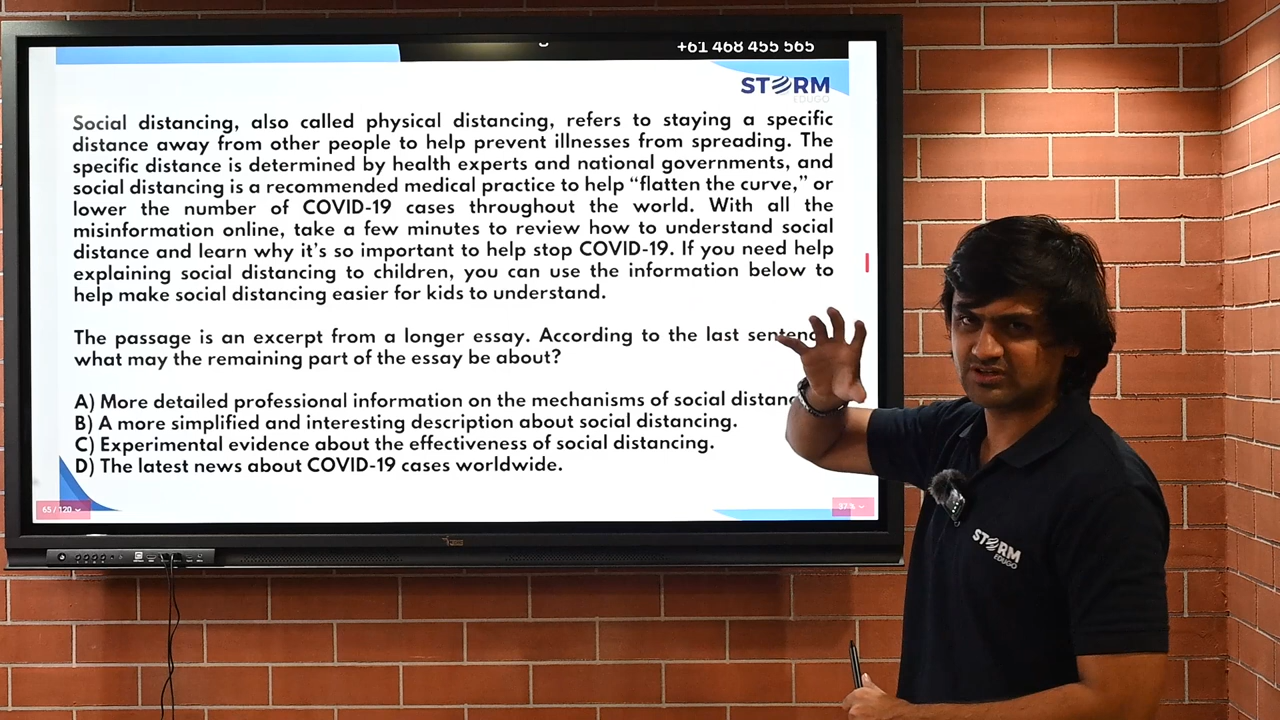 +61 468 455 565
STORM
EDUGO
Social distancing, also called physical distancing, refers to staying a specific
distance away from other people to help prevent illnesses from spreading. The
specific distance is determined by health experts and national governments, and
social distancing is a recommended medical practice to help “flatten the curve,” or
lower the number of COVID-19 cases throughout the world. With all the
misinformation online, take a few minutes to review how to understand social
distance and learn why it’s so important to help stop COVID-19. If you need help
explaining social distancing to children, you can use the information below to
help make social distancing easier for kids to understand.
The passage is an excerpt from a longer essay. According to the last
what may the remaining part of the essay be about?
A) More detailed professional information on the mechanisms of social
B) A more simplified and interesting description about social distancing.
C) Experimental evidence about the effectiveness of social distancing.
D) The latest news about COVID-19 cases worldwide.
65 / 120
STORM
EDUGO